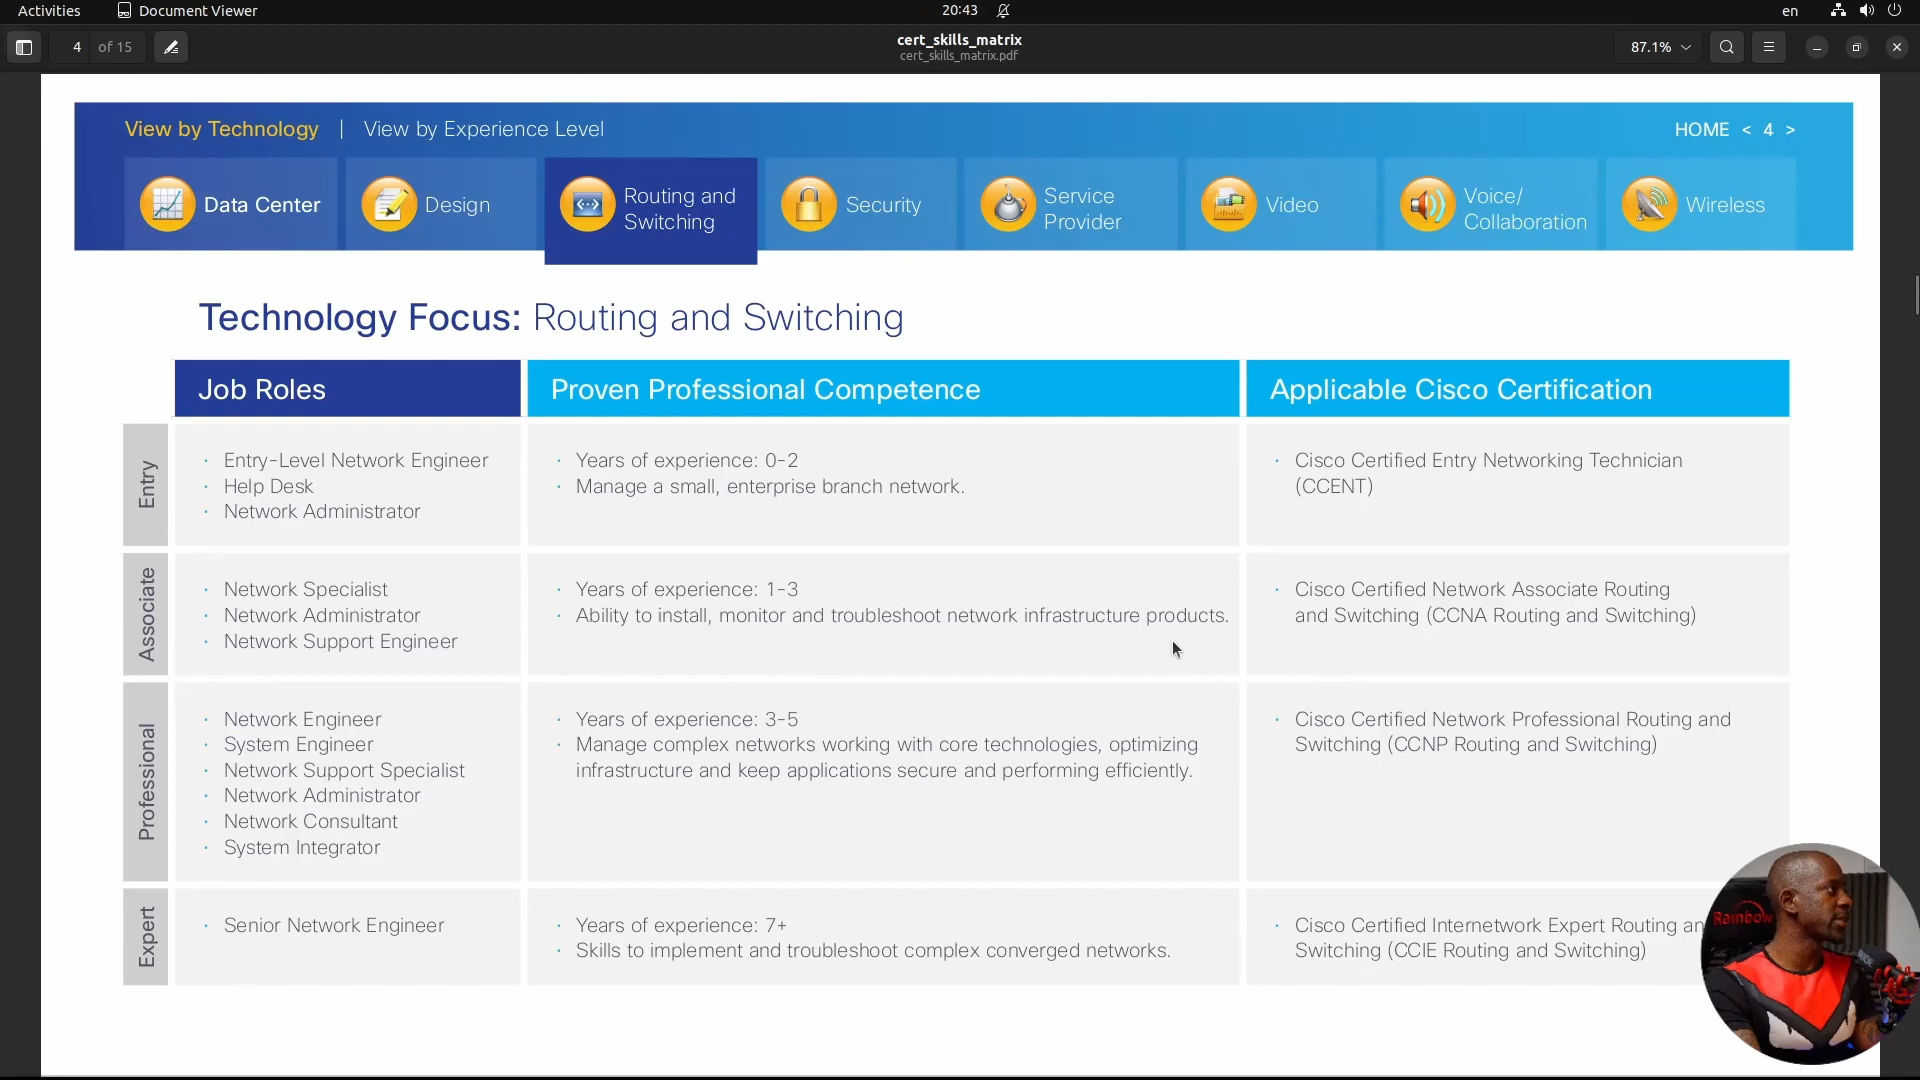 Activities
Document Viewer
20:43
en
4 of 15
cert_skills_matrix
cert_skills_matrix.pdf
87.1%
View by Technology | View by Experience Level
HOME < 4 >
Data Center
Design
Routing and
Switching
Security
Service
Provider
Video
Voice/
Collaboration
Wireless
Technology Focus: Routing and Switching
Job Roles
Proven Professional Competence
Applicable Cisco Certification
Entry
· Entry-Level Network Engineer
· Help Desk
· Network Administrator
· Years of experience: 0-2
· Manage a small, enterprise branch network.
· Cisco Certified Entry Networking Technician
(CCENT)
Associate
· Network Specialist
· Network Administrator
· Network Support Engineer
· Years of experience: 1-3
· Ability to install, monitor and troubleshoot network infrastructure products.
· Cisco Certified Network Associate Routing
and Switching (CCNA Routing and Switching)
Professional
· Network Engineer
· System Engineer
· Network Support Specialist
· Network Administrator
· Network Consultant
· System Integrator
· Years of experience: 3-5
· Manage complex networks working with core technologies, optimizing
infrastructure and keep applications secure and performing efficiently.
· Cisco Certified Network Professional Routing and
Switching (CCNP Routing and Switching)
Expert
· Senior Network Engineer
· Years of experience: 7+
· Skills to implement and troubleshoot complex converged networks.
· Cisco Certified Internetwork Expert Routing an
Switching (CCIE Routing and Switching)
Rainbow